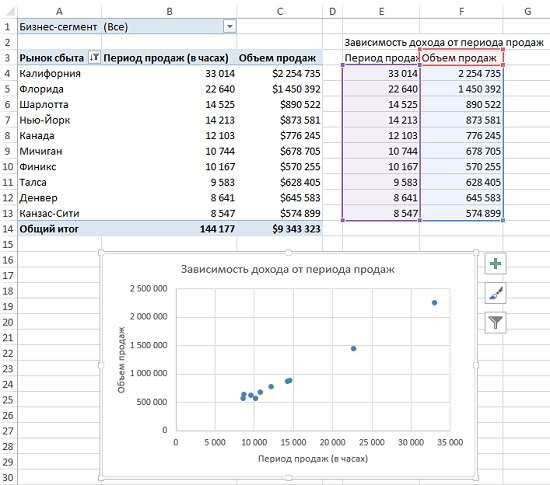 A B C D E F G
1 Бизнес-сегмент (Все)
2 Зависимость дохода от периода продаж
3 Рынок сбыта Период продаж (в часах) Объем продаж Период продаж Объем продаж
4 Калифорния 33 014 $2 254 735 33 014 2 254 735
5 Флорида 22 640 $1 450 392 22 640 1 450 392
6 Шарлотта 14 525 $890 522 14 525 890 522
7 Нью-Йорк 14 213 $873 581 14 213 873 581
8 Канада 12 103 $776 245 12 103 776 245
9 Мичиган 10 744 $678 705 10 744 678 705
10 Финикс 10 167 $570 255 10 167 570 255
11 Талса 9 583 $628 405 9 583 628 405
12 Денвер 8 641 $645 583 8 641 645 583
13 Канзас-Сити 8 547 $574 899 8 547 574 899
14 Общий итог 144 177 $9 343 323
15
16
17 Зависимость дохода от периода продаж
18 2 500 000
19
20 2 000 000
21
22 1 500 000
23 1 000 000
24 Объем продаж
25 500 000
26
27 0
28 0 5 000 10 000 15 000 20 000 25 000 30 000 35 000
29 Период продаж (в часах)
30